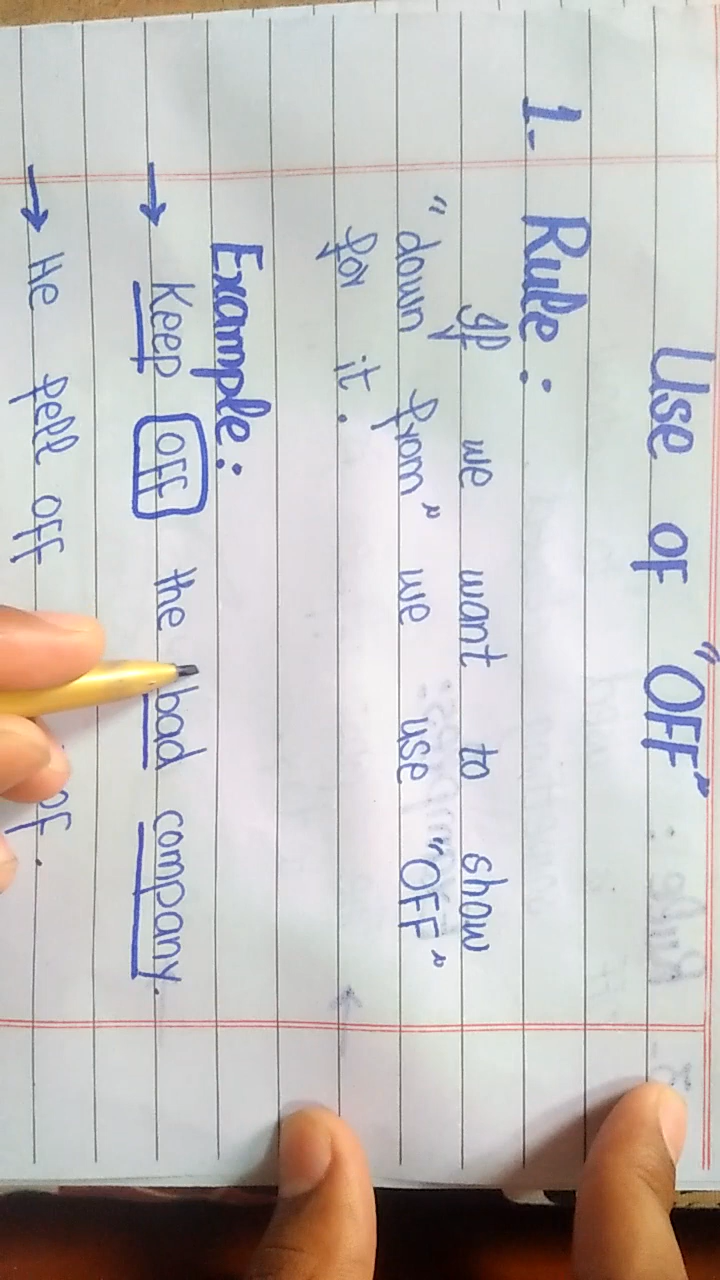 Use OF "OFF"
1- Rule:
If we want to show
"down from" we use "OFF"
for it.
Example:
→ Keep OFF the bad company.
→ He fell OFF